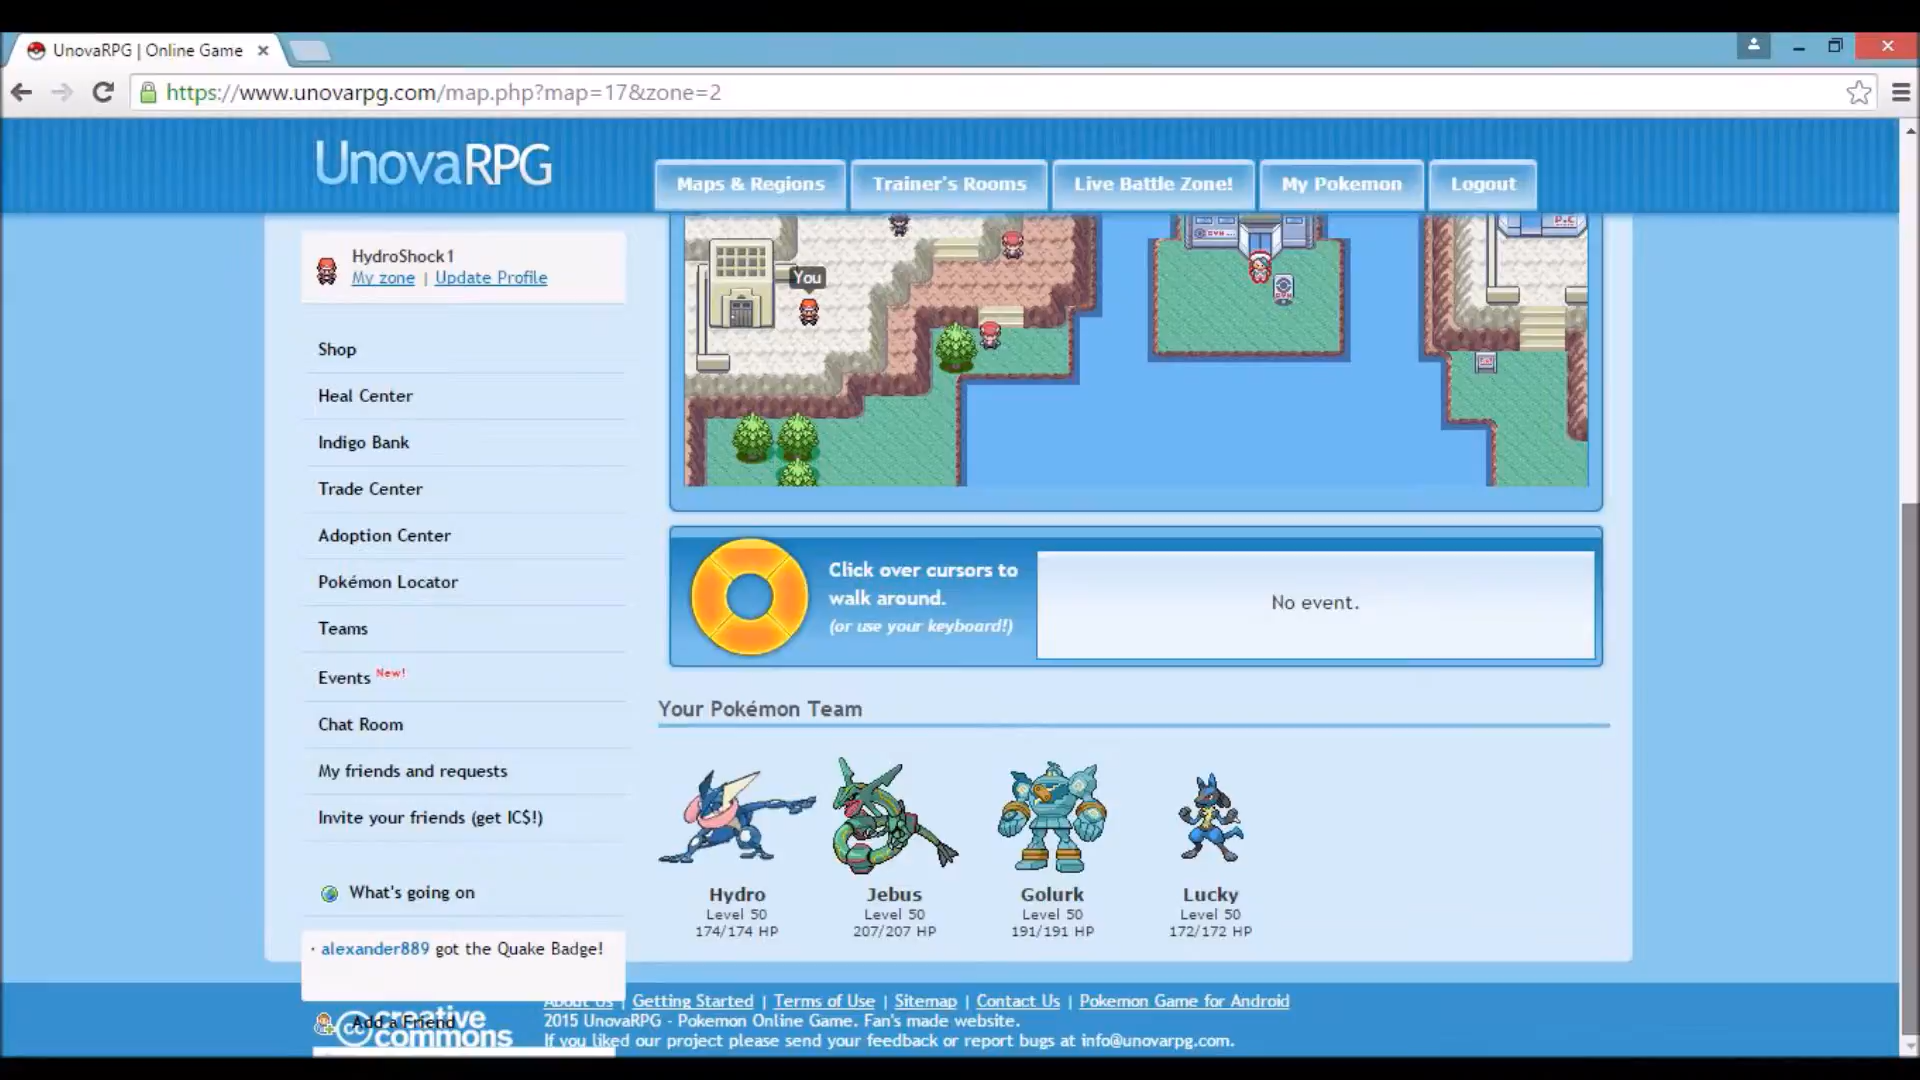 UnovaRPG | Online Game
https://www.unovarpg.com/map.php?map=17&zone=2
UnovaRPG
Maps & Regions
Trainer's Rooms
Live Battle Zone!
My Pokemon
Logout
HydroShock1
My zone | Update Profile
Shop
Heal Center
Indigo Bank
Trade Center
Adoption Center
Pokémon Locator
Teams
Events New!
Chat Room
My friends and requests
Invite your friends (get IC$!)
What's going on
· alexander889 got the Quake Badge!
Add a Friend
You
P.C
Click over cursors to
walk around.
(or use your keyboard!)
No event.
Your Pokémon Team
Hydro
Level 50
174/174 HP
Jebus
Level 50
207/207 HP
Golurk
Level 50
191/191 HP
Lucky
Level 50
172/172 HP
cc creative
commons
About Us | Getting Started | Terms of Use | Sitemap | Contact Us | Pokemon Game for Android
2015 UnovaRPG - Pokemon Online Game. Fan's made website.
If you liked our project please send your feedback or report bugs at info@unovarpg.com.